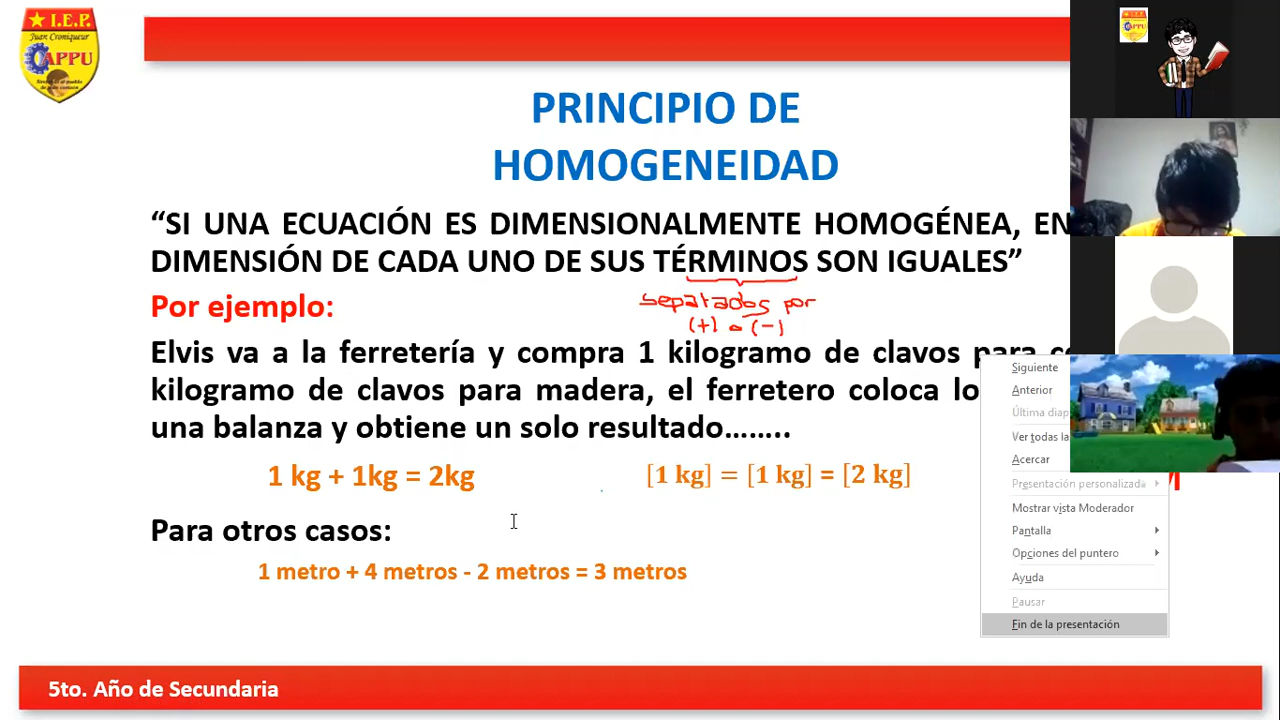 I.E.P.
Juan Croniqueur
CAPPU
PRINCIPIO DE
HOMOGENEIDAD
“SI UNA ECUACIÓN ES DIMENSIONALMENTE HOMOGÉNEA, EN
DIMENSIÓN DE CADA UNO DE SUS TÉRMINOS SON IGUALES”
separados por
(+) o (-)
Por ejemplo:
Elvis va a la ferretería y compra 1 kilogramo de clavos para
kilogramo de clavos para madera, el ferretero coloca
una balanza y obtiene un solo resultado……..
1 kg + 1kg = 2kg
[1 kg] = [1 kg] = [2 kg]
Para otros casos:
1 metro + 4 metros - 2 metros = 3 metros
Siguiente
Anterior
Última
Ver todas
Acercar
Presentación personalizada
Mostrar vista Moderador
Pantalla
Opciones del puntero
Ayuda
Pausar
Fin de la presentación
5to. Año de Secundaria